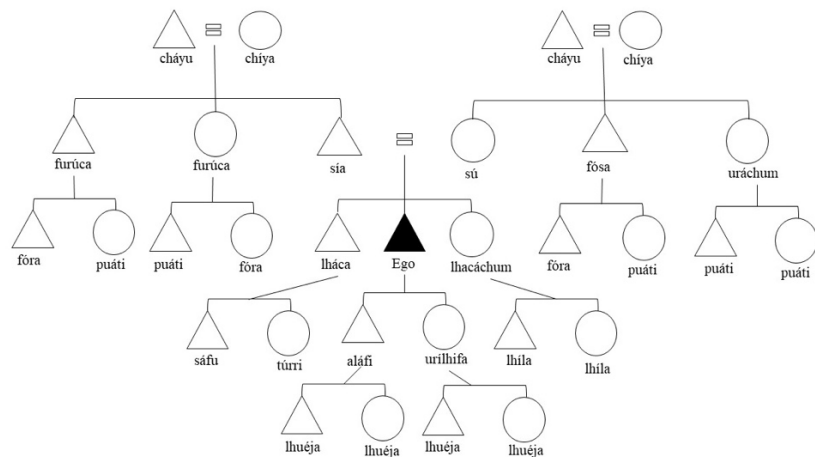 cháyu chíya cháyu chíya
furúca furúca sía sú fósa uráchum
fóra puáti puáti fóra lháca Ego lhacáchum fóra puáti puáti puáti
sáfu túrri aláfi urílhifa lhíla lhíla
lhuéja lhuéja lhuéja lhuéja